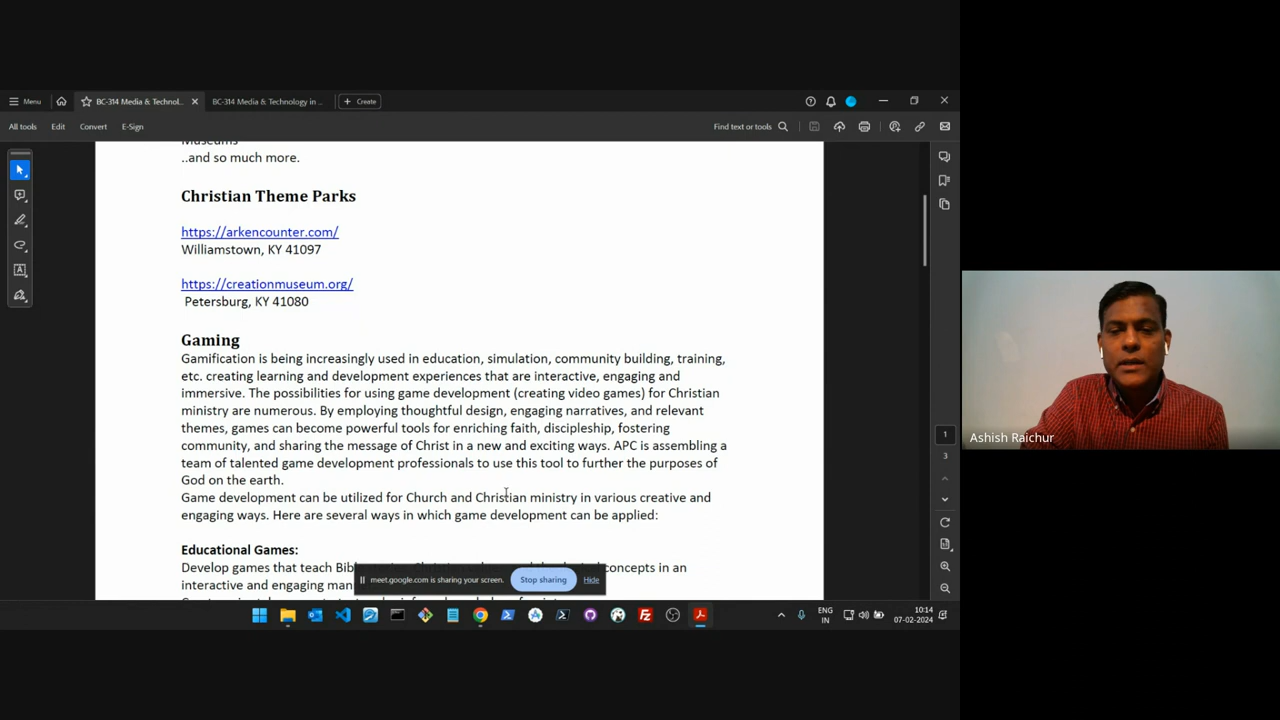 Menu
BC-314 Media & Technol..
BC-314 Media & Technology in ..
Create
All tools
Edit
Convert
E-Sign
Find text or tools
Museums
..and so much more.
Christian Theme Parks
https://arkencounter.com/
Williamstown, KY 41097
https://creationmuseum.org/
Petersburg, KY 41080
Gaming
Gamification is being increasingly used in education, simulation, community building, training,
etc. creating learning and development experiences that are interactive, engaging and
immersive. The possibilities for using game development (creating video games) for Christian
ministry are numerous. By employing thoughtful design, engaging narratives, and relevant
themes, games can become powerful tools for enriching faith, discipleship, fostering
community, and sharing the message of Christ in a new and exciting ways. APC is assembling a
team of talented game development professionals to use this tool to further the purposes of
God on the earth.
Game development can be utilized for Church and Christian ministry in various creative and
engaging ways. Here are several ways in which game development can be applied:
Educational Games:
Develop games that teach concepts in an
interactive and engaging
meet.google.com is sharing your screen.
Stop sharing
Hide
1
3
ENG
IN
10:14
07-02-2024
Ashish Raichur